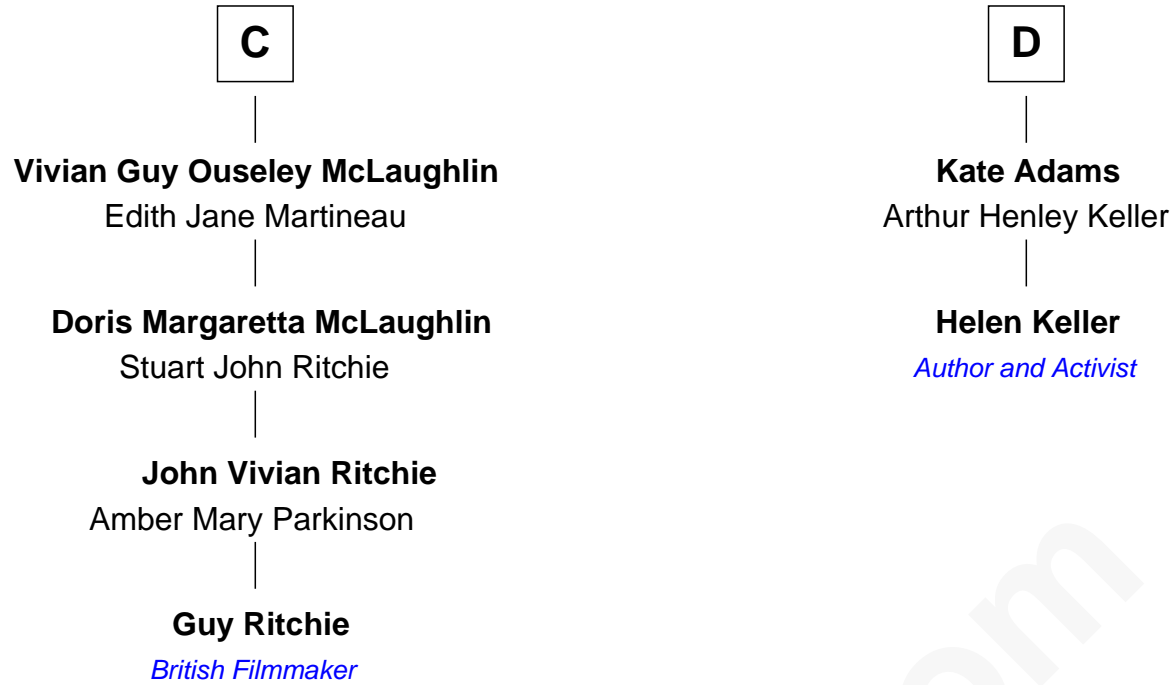 C
Vivian Guy Ouseley McLaughlin
Edith Jane Martineau
Doris Margaretta McLaughlin
Stuart John Ritchie
John Vivian Ritchie
Amber Mary Parkinson
Guy Ritchie
British Filmmaker
D
Kate Adams
Arthur Henley Keller
Helen Keller
Author and Activist
om